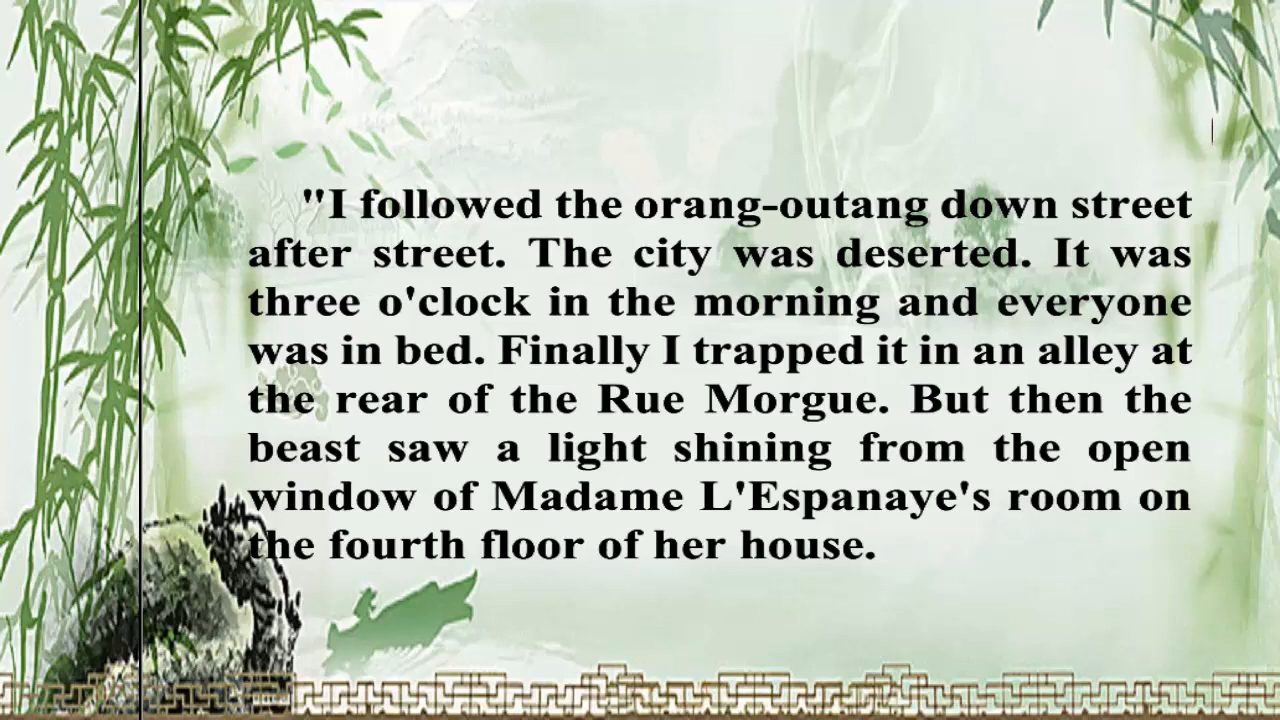 "I followed the orang-outang down street
after street. The city was deserted. It was
three o'clock in the morning and everyone
was in bed. Finally I trapped it in an alley at
the rear of the Rue Morgue. But then the
beast saw a light shining from the open
window of Madame L'Espanaye's room on
the fourth floor of her house.